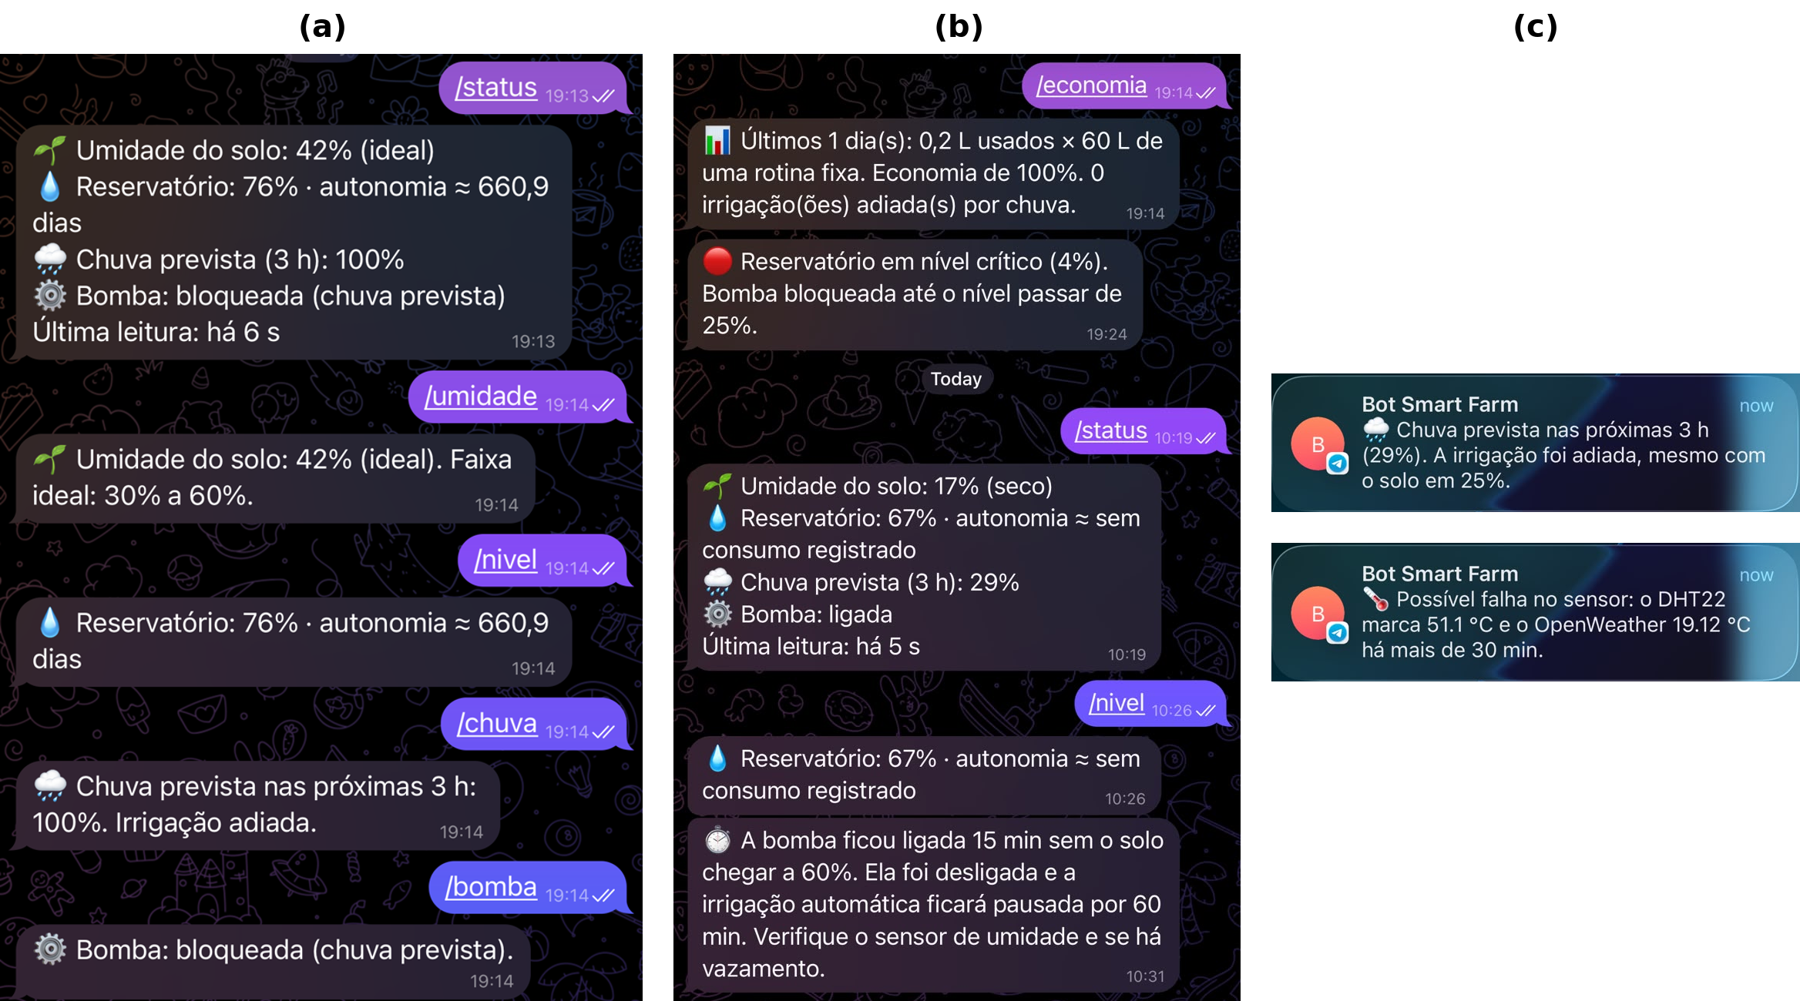 (a)
/status 19:13
🌱 Umidade do solo: 42% (ideal)
💧 Reservatório: 76% · autonomia ≈ 660,9
dias
🌧️ Chuva prevista (3 h): 100%
⚙️ Bomba: bloqueada (chuva prevista)
Última leitura: há 6 s 19:13
/umidade 19:14
🌱 Umidade do solo: 42% (ideal). Faixa
ideal: 30% a 60%. 19:14
/nivel 19:14
💧 Reservatório: 76% · autonomia ≈ 660,9
dias 19:14
/chuva 19:14
🌧️ Chuva prevista nas próximas 3 h:
100%. Irrigação adiada. 19:14
/bomba 19:14
⚙️ Bomba: bloqueada (chuva prevista).
19:14
(b)
/economia 19:14
📊 Últimos 1 dia(s): 0,2 L usados × 60 L de
uma rotina fixa. Economia de 100%. 0
irrigação(ões) adiada(s) por chuva. 19:14
🔴 Reservatório em nível crítico (4%).
Bomba bloqueada até o nível passar de
25%. 19:24
Today
/status 10:19
🌱 Umidade do solo: 17% (seco)
💧 Reservatório: 67% · autonomia ≈ sem
consumo registrado
🌧️ Chuva prevista (3 h): 29%
⚙️ Bomba: ligada
Última leitura: há 5 s 10:19
/nivel 10:26
💧 Reservatório: 67% · autonomia ≈ sem
consumo registrado 10:26
⏱️ A bomba ficou ligada 15 min sem o solo
chegar a 60%. Ela foi desligada e a
irrigação automática ficará pausada por 60
min. Verifique o sensor de umidade e se há
vazamento. 10:31
(c)
B
Bot Smart Farm now
🌧️ Chuva prevista nas próximas 3 h
(29%). A irrigação foi adiada, mesmo com
o solo em 25%.
B
Bot Smart Farm now
🌡️ Possível falha no sensor: o DHT22
marca 51.1 °C e o OpenWeather 19.12 °C
há mais de 30 min.